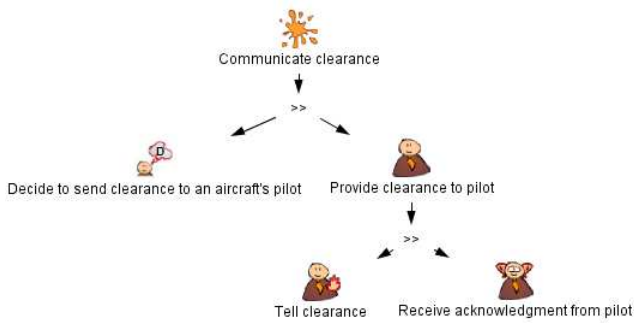 Communicate clearance
>>
D
Decide to send clearance to an aircraft's pilot
Provide clearance to pilot
>>
Tell clearance
Receive acknowledgment from pilot